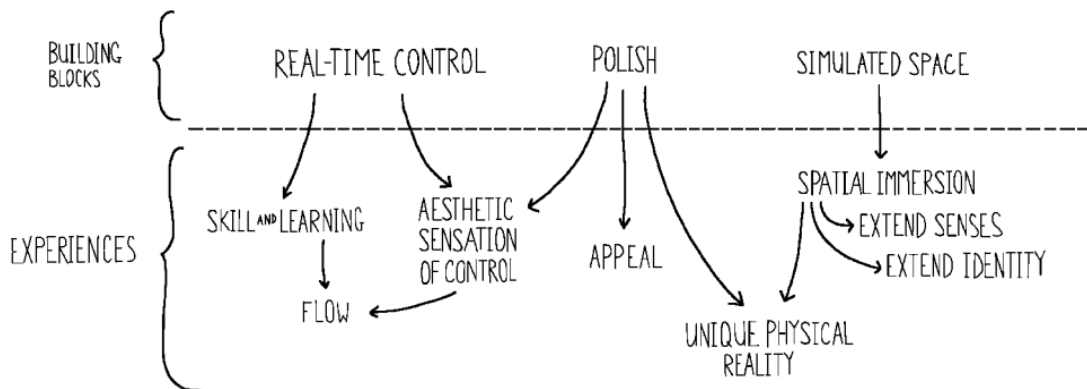 BUILDING
BLOCKS
REAL-TIME CONTROL
POLISH
SIMULATED SPACE
EXPERIENCES
SKILL AND LEARNING
FLOW
AESTHETIC
SENSATION
OF CONTROL
APPEAL
UNIQUE PHYSICAL
REALITY
SPATIAL IMMERSION
EXTEND SENSES
EXTEND IDENTITY